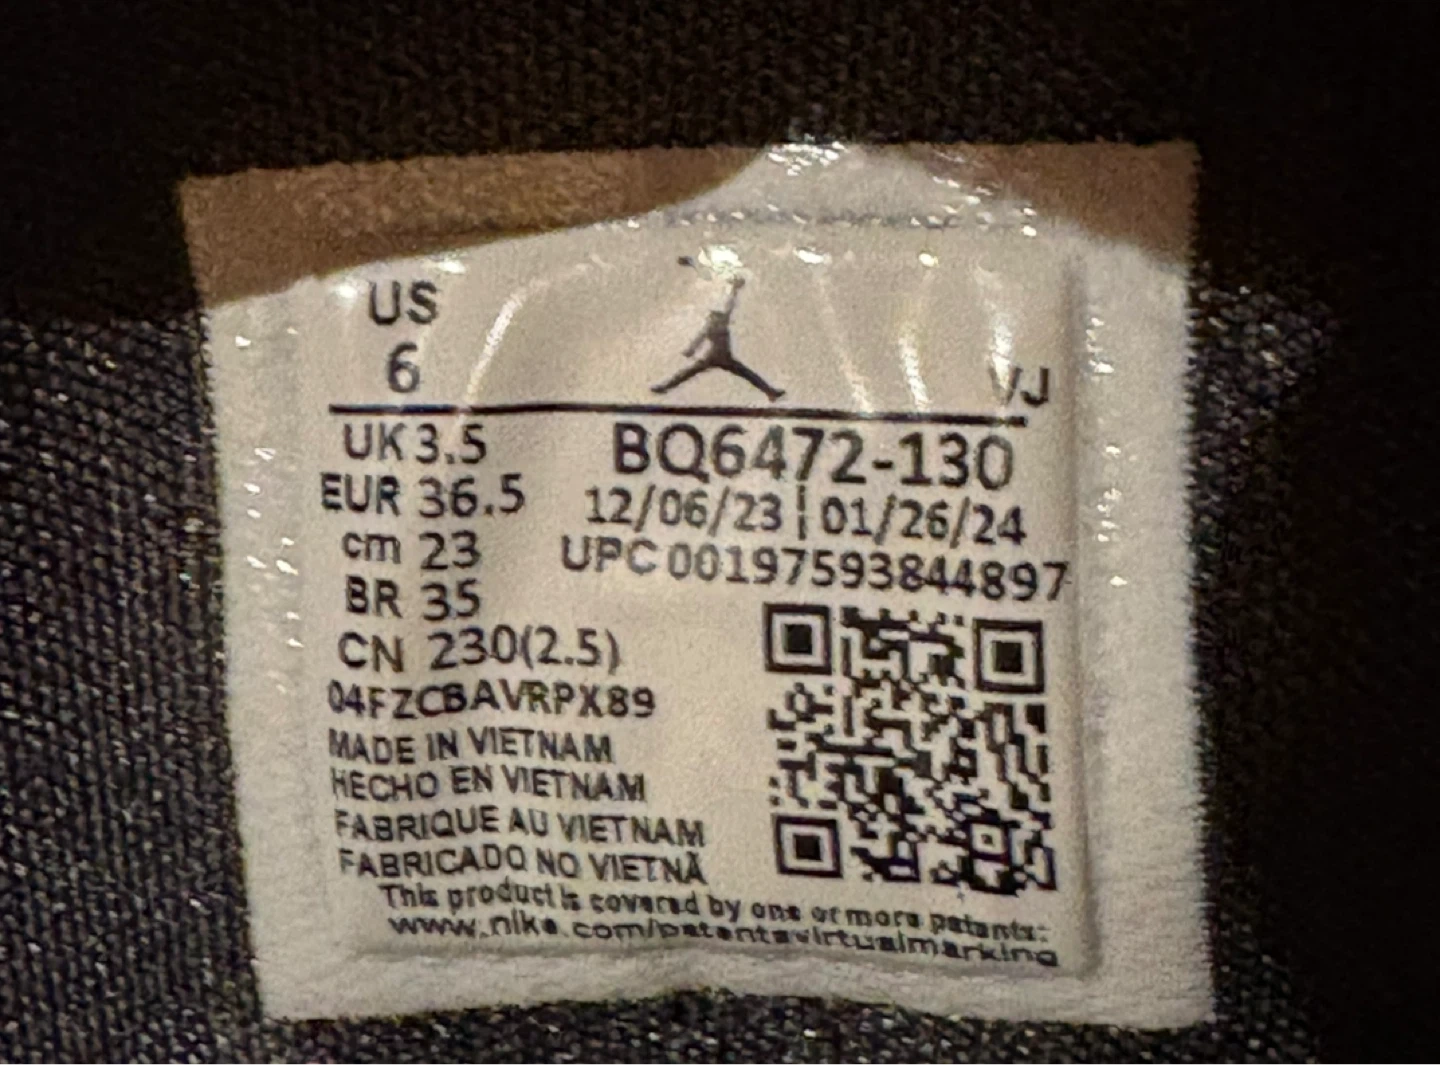 US
6
VJ
UK 3.5
BQ6472-130
EUR 36.5
12/06/23 | 01/26/24
cm 23
UPC 00197593844897
BR 35
CN 230(2.5)
04FZCBAVRPX89
MADE IN VIETNAM
HECHO EN VIETNAM
FABRIQUE AU VIETNAM
FABRICADO NO VIETNÃ
This product is covered by one or more patents:
www.nike.com/patentsvirtualmarking